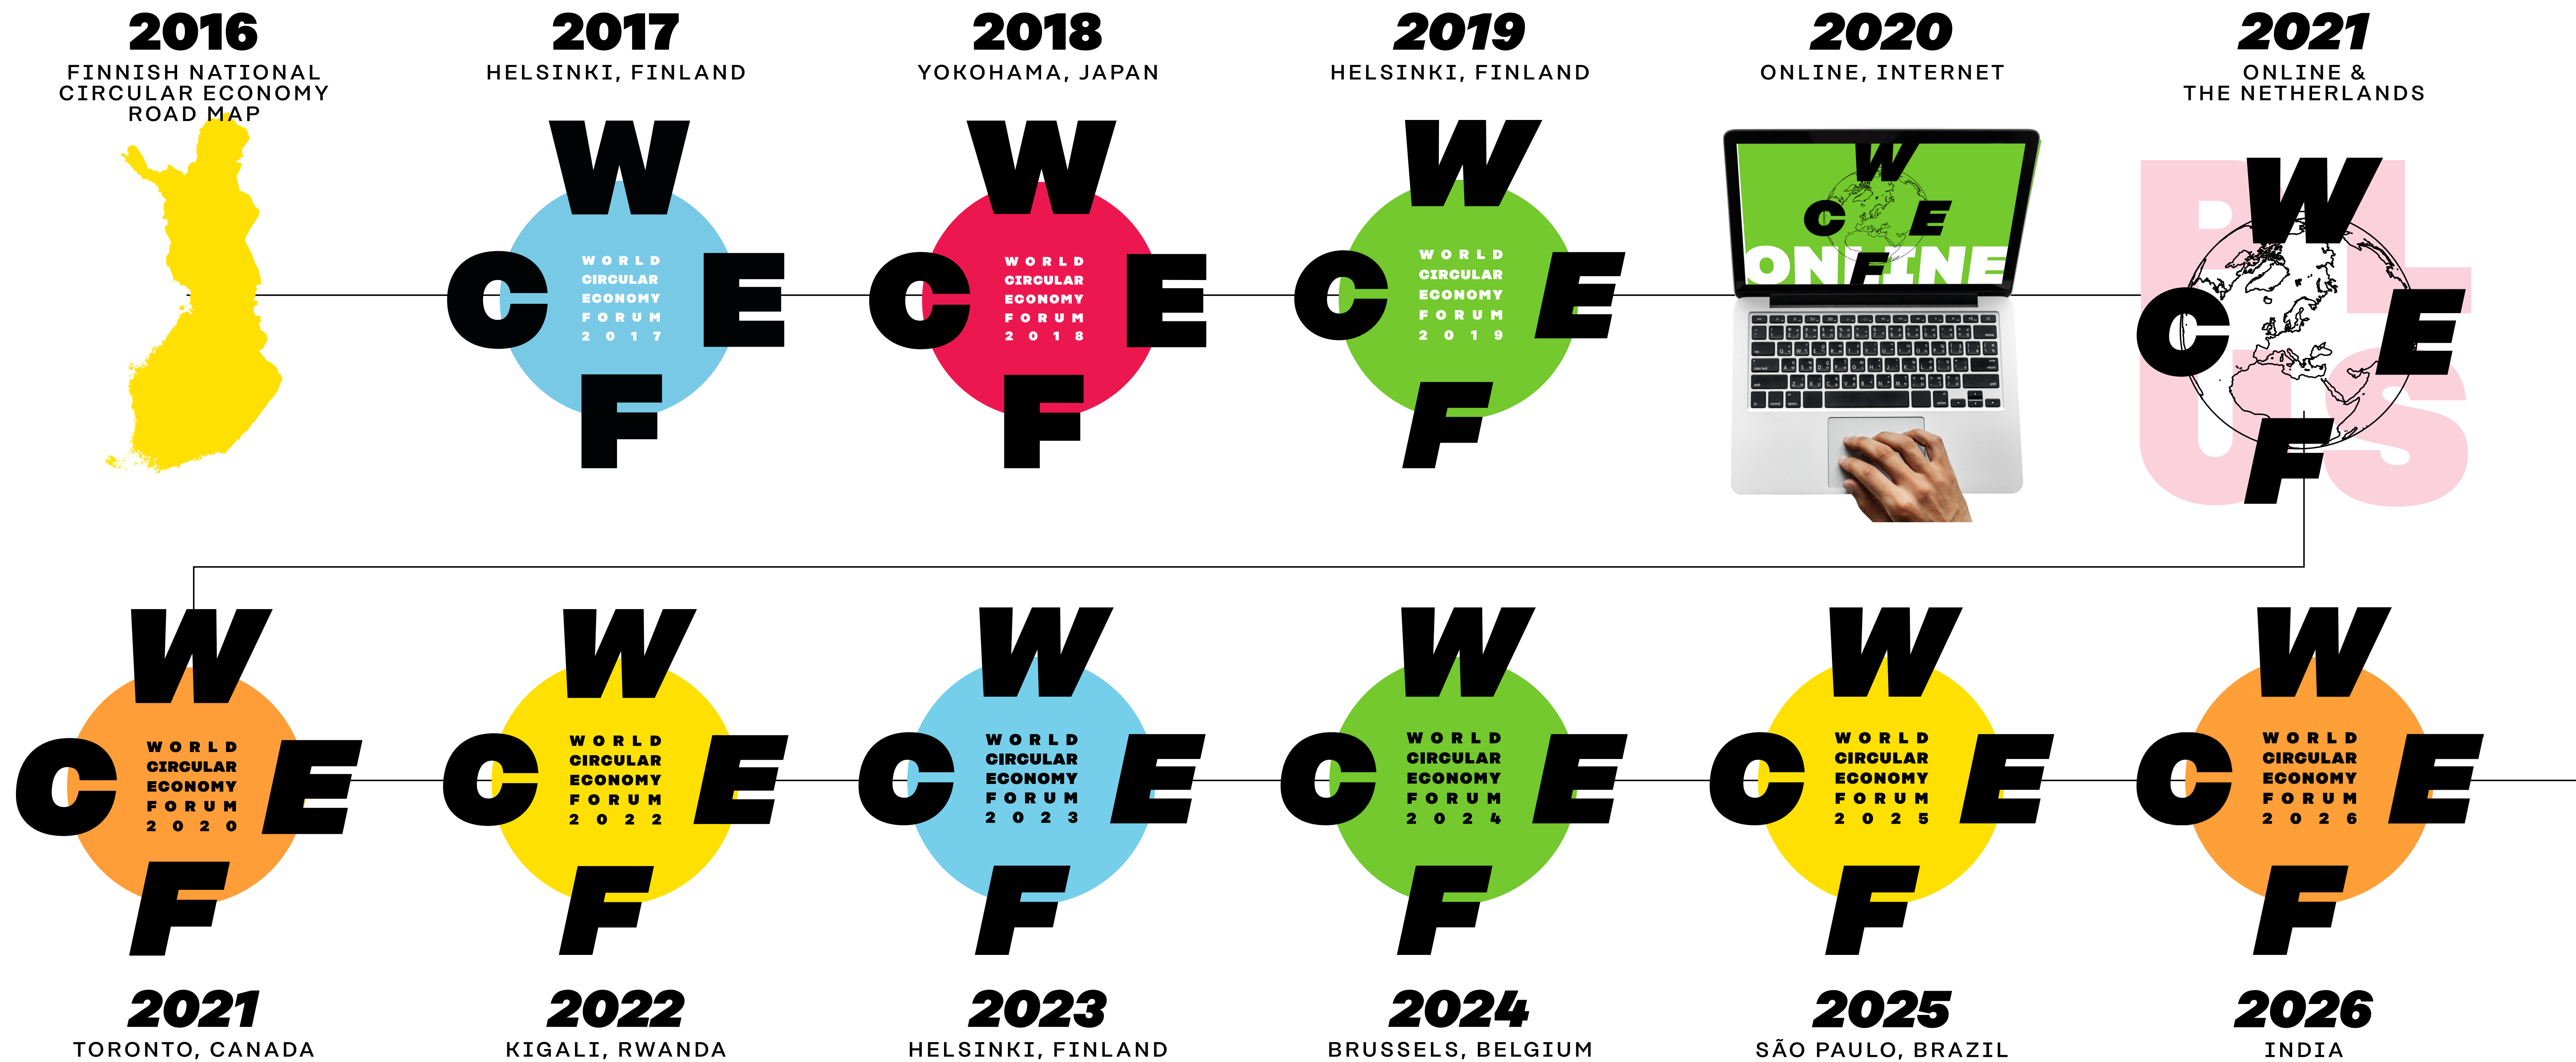 2016
FINNISH NATIONAL
CIRCULAR ECONOMY
ROAD MAP
2017
HELSINKI, FINLAND
W
C
E
F
WORLD
CIRCULAR
ECONOMY
FORUM
2017
2018
YOKOHAMA, JAPAN
W
C
E
F
WORLD
CIRCULAR
ECONOMY
FORUM
2018
2019
HELSINKI, FINLAND
W
C
E
F
WORLD
CIRCULAR
ECONOMY
FORUM
2019
2020
ONLINE, INTERNET
W
C
E
F
ONLINE
2021
ONLINE &
THE NETHERLANDS
PL
US
W
C
E
F
W
C
E
F
WORLD
CIRCULAR
ECONOMY
FORUM
2020
2021
TORONTO, CANADA
W
C
E
F
WORLD
CIRCULAR
ECONOMY
FORUM
2022
2022
KIGALI, RWANDA
W
C
E
F
WORLD
CIRCULAR
ECONOMY
FORUM
2023
2023
HELSINKI, FINLAND
W
C
E
F
WORLD
CIRCULAR
ECONOMY
FORUM
2024
2024
BRUSSELS, BELGIUM
W
C
E
F
WORLD
CIRCULAR
ECONOMY
FORUM
2025
2025
SÃO PAULO, BRAZIL
W
C
E
F
WORLD
CIRCULAR
ECONOMY
FORUM
2026
2026
INDIA